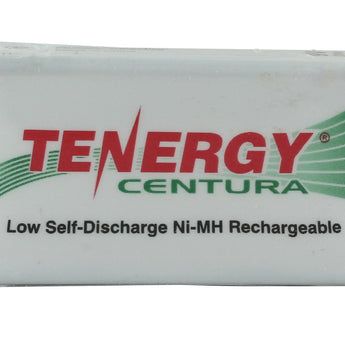 TENERGY®
CENTURA
Low Self-Discharge Ni-MH Rechargeable